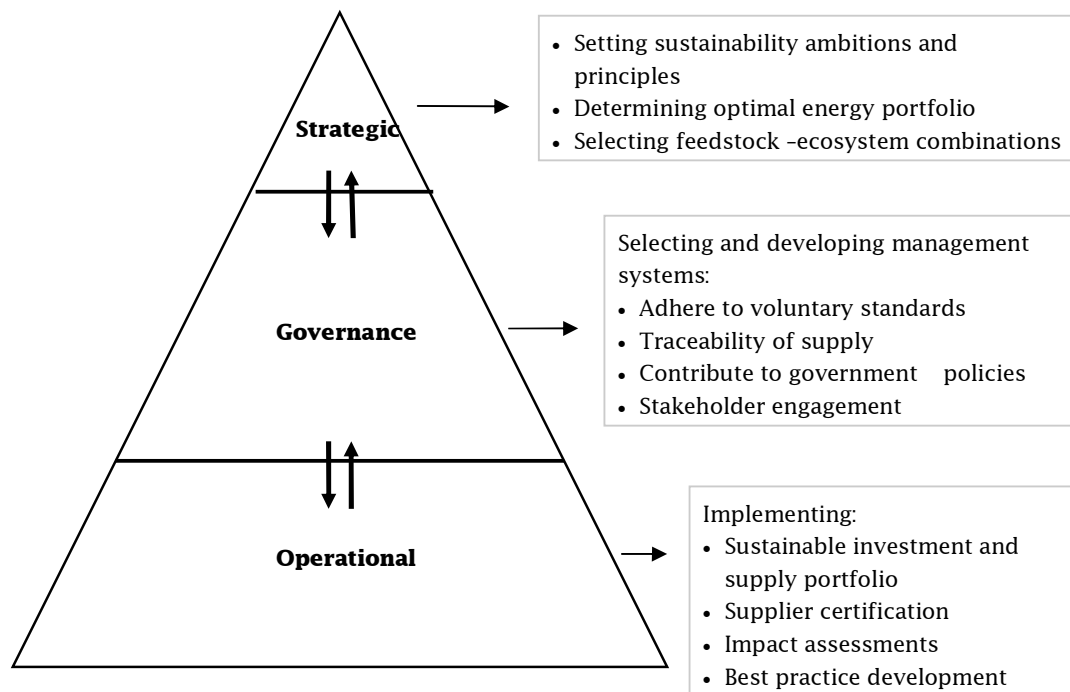 Strategic
• Setting sustainability ambitions and
principles
• Determining optimal energy portfolio
• Selecting feedstock –ecosystem combinations
Governance
Selecting and developing management
systems:
• Adhere to voluntary standards
• Traceability of supply
• Contribute to government policies
• Stakeholder engagement
Operational
Implementing:
• Sustainable investment and
supply portfolio
• Supplier certification
• Impact assessments
• Best practice development